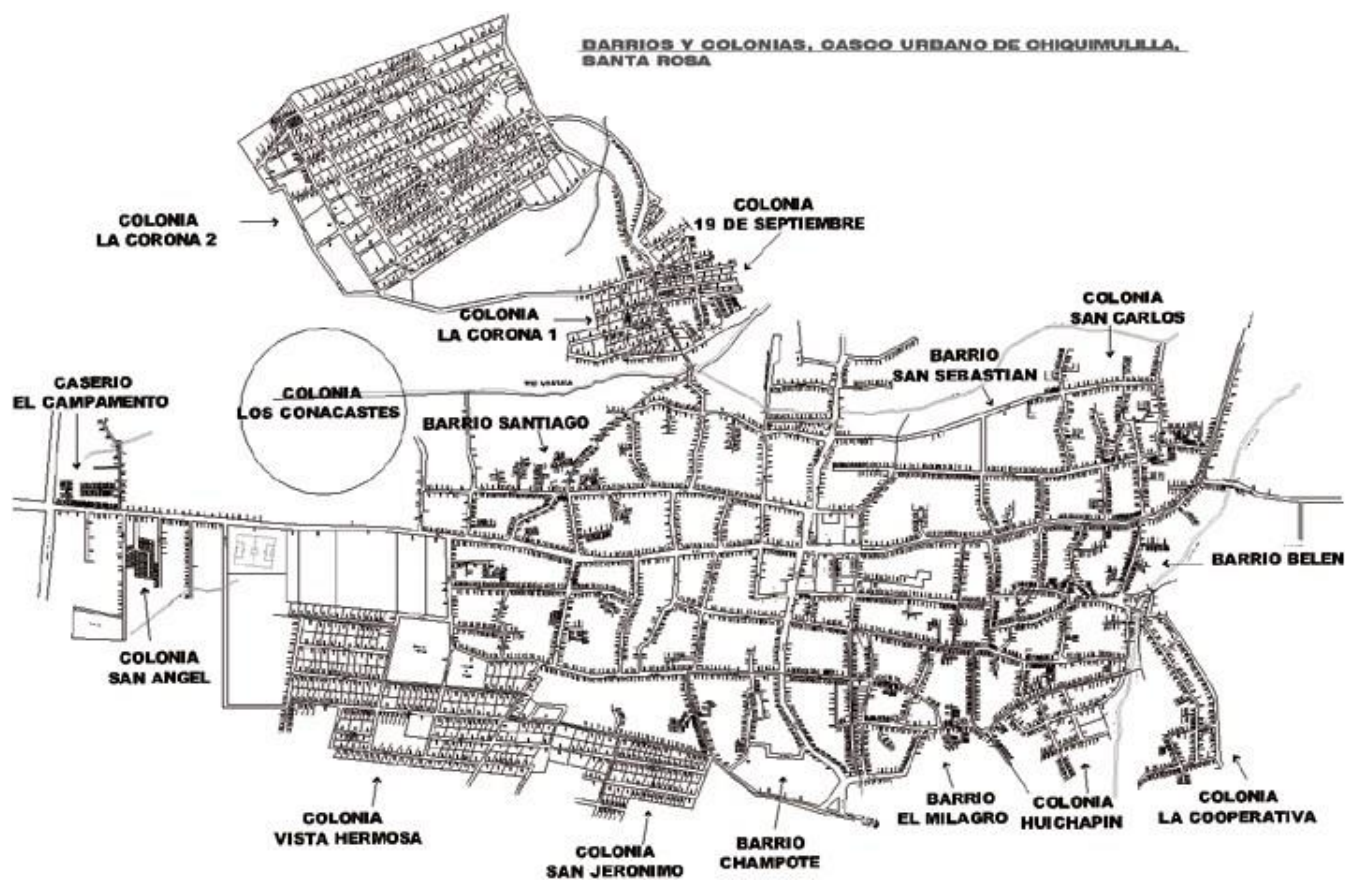 BARRIOS Y COLONIAS, CASCO URBANO DE CHIQUIMULILLA,
SANTA ROSA
COLONIA
LA CORONA 2
COLONIA
19 DE SEPTIEMBRE
COLONIA
LA CORONA 1
COLONIA
SAN CARLOS
BARRIO
SAN SEBASTIAN
CASERIO
EL CAMPAMENTO
COLONIA
LOS CONACASTES
BARRIO SANTIAGO
BARRIO BELEN
COLONIA
SAN ANGEL
COLONIA
VISTA HERMOSA
COLONIA
SAN JERONIMO
BARRIO
CHAMPOTE
BARRIO
EL MILAGRO
COLONIA
HUICHAPIN
COLONIA
LA COOPERATIVA